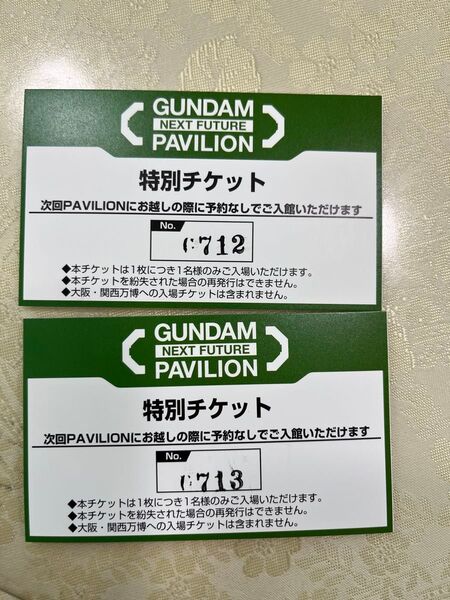 GUNDAM
NEXT FUTURE
PAVILION
特別チケット
次回PAVILIONにお越しの際に予約なしでご入館いただけます
No.
712
◆本チケットは1枚につき1名様のみご入場いただけます。
◆本チケットを紛失された場合の再発行はできません。
◆大阪・関西万博への入場チケットは含まれません。
GUNDAM
NEXT FUTURE
PAVILION
特別チケット
次回PAVILIONにお越しの際に予約なしでご入館いただけます
No.
713
◆本チケットは1枚につき1名様のみご入場いただけます。
◆本チケットを紛失された場合の再発行はできません。
◆大阪・関西万博への入場チケットは含まれません。